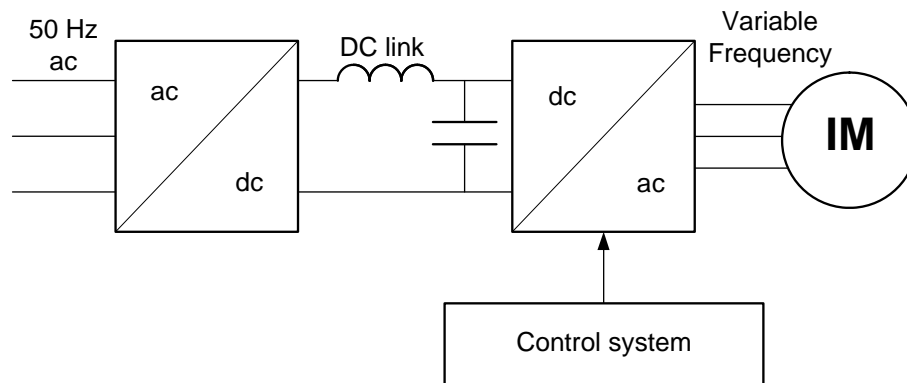 50 Hz
ac
DC link
Variable
Frequency
ac
dc
dc
ac
IM
Control system